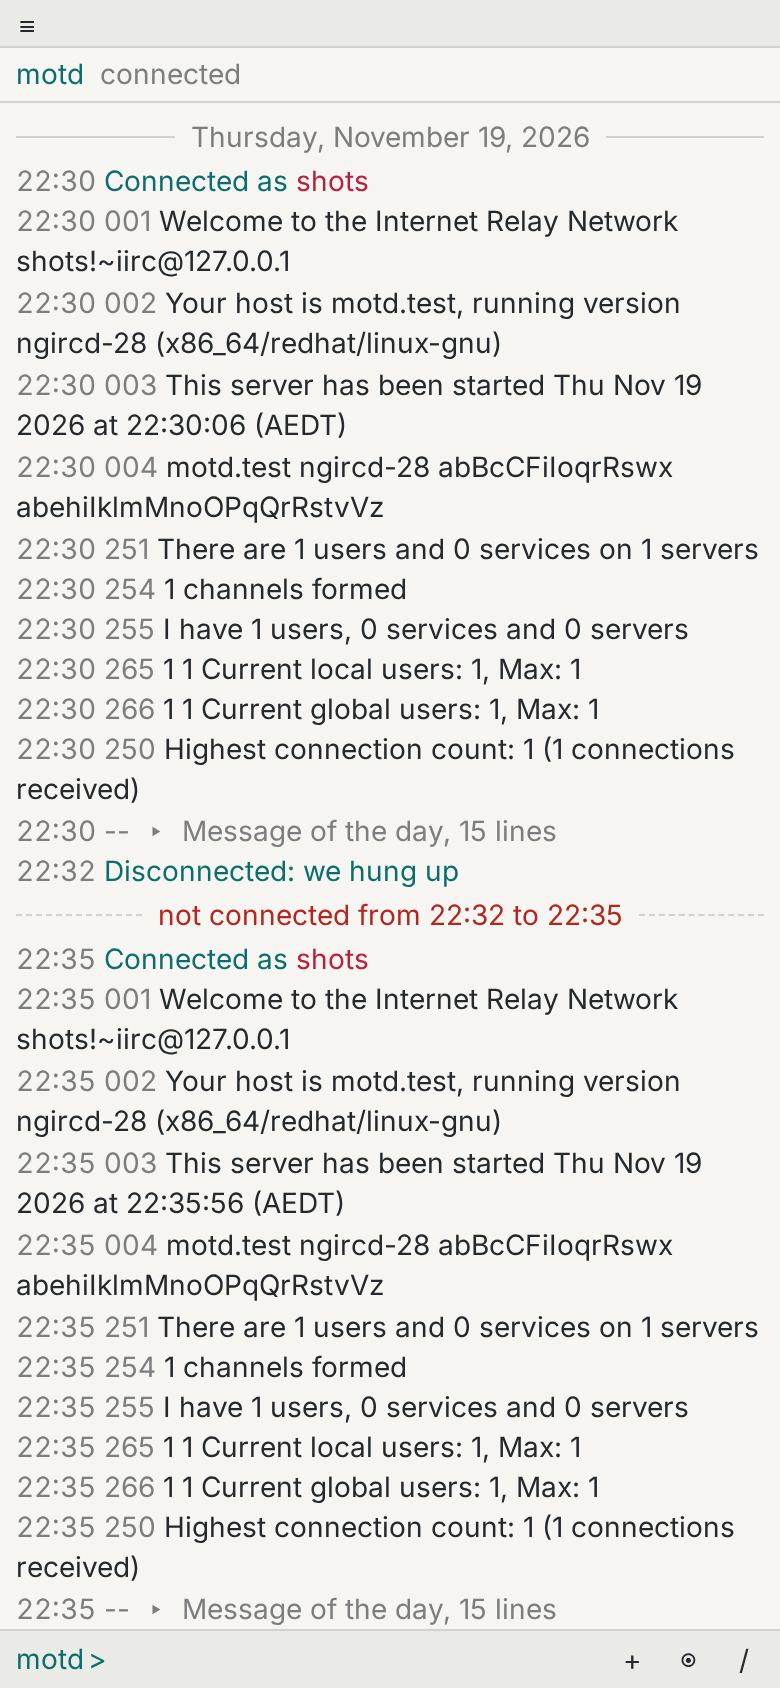 ≡
motd connected
Thursday, November 19, 2026
22:30 Connected as shots
22:30 001 Welcome to the Internet Relay Network
shots!~iirc@127.0.0.1
22:30 002 Your host is motd.test, running version
ngircd-28 (x86_64/redhat/linux-gnu)
22:30 003 This server has been started Thu Nov 19
2026 at 22:30:06 (AEDT)
22:30 004 motd.test ngircd-28 abBcCFiIoqrRswx
abehiIklmMnoOPqQrRstvVz
22:30 251 There are 1 users and 0 services on 1 servers
22:30 254 1 channels formed
22:30 255 I have 1 users, 0 services and 0 servers
22:30 265 1 1 Current local users: 1, Max: 1
22:30 266 1 1 Current global users: 1, Max: 1
22:30 250 Highest connection count: 1 (1 connections
received)
22:30 -- ▸ Message of the day, 15 lines
22:32 Disconnected: we hung up
not connected from 22:32 to 22:35
22:35 Connected as shots
22:35 001 Welcome to the Internet Relay Network
shots!~iirc@127.0.0.1
22:35 002 Your host is motd.test, running version
ngircd-28 (x86_64/redhat/linux-gnu)
22:35 003 This server has been started Thu Nov 19
2026 at 22:35:56 (AEDT)
22:35 004 motd.test ngircd-28 abBcCFiIoqrRswx
abehiIklmMnoOPqQrRstvVz
22:35 251 There are 1 users and 0 services on 1 servers
22:35 254 1 channels formed
22:35 255 I have 1 users, 0 services and 0 servers
22:35 265 1 1 Current local users: 1, Max: 1
22:35 266 1 1 Current global users: 1, Max: 1
22:35 250 Highest connection count: 1 (1 connections
received)
22:35 -- ▸ Message of the day, 15 lines
motd > + ⊙ /